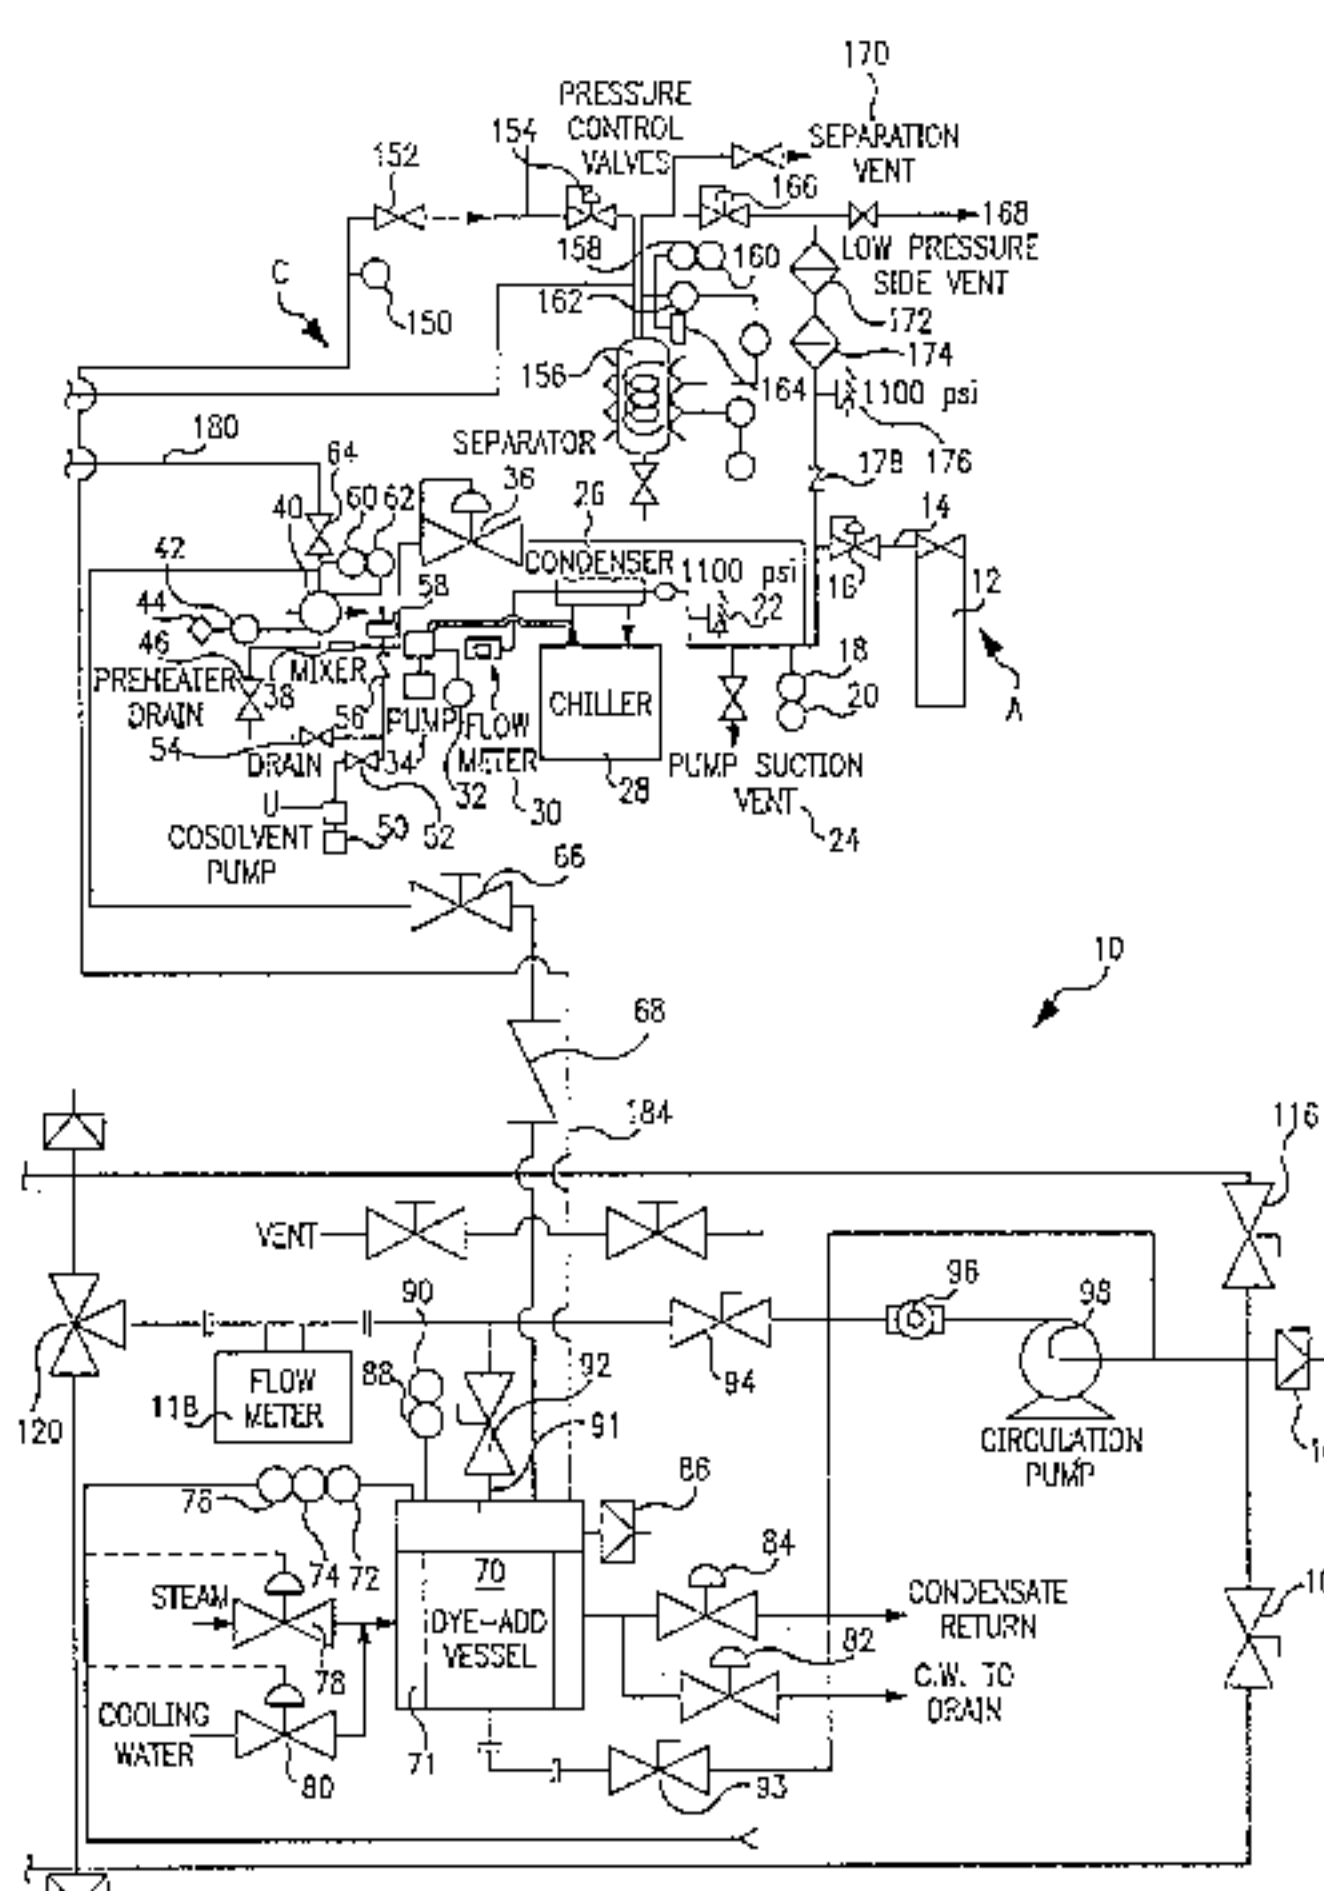 170
PRESSURE
CONTROL
VALVES
154
SEPARATION
VENT
152
166
168
LOW PRESSURE
SIDE VENT
158
160
C
162
150
172
174
156
164
1100 psi
180
SEPARATOR
64
176
178
36
26
40
60
62
14
42
CONDENSER
1100 psi
58
16
12
44
22
46
MIXER
18
PREHEATER
DRAIN
38
CHILLER
20
A
56
PUMP
FLOW
METER
54
DRAIN
34
PUMP SUCTION
VENT
32
28
30
50
52
24
COSOLVENT
PUMP
66
10
68
184
116
VENT
96
98
90
92
88
94
FLOW
METER
118
91
120
CIRCULATION
PUMP
86
76
74
72
70
84
STEAM
DYE-ADD
VESSEL
CONDENSATE
RETURN
82
78
C.W. TO
DRAIN
COOLING
WATER
71
80
93